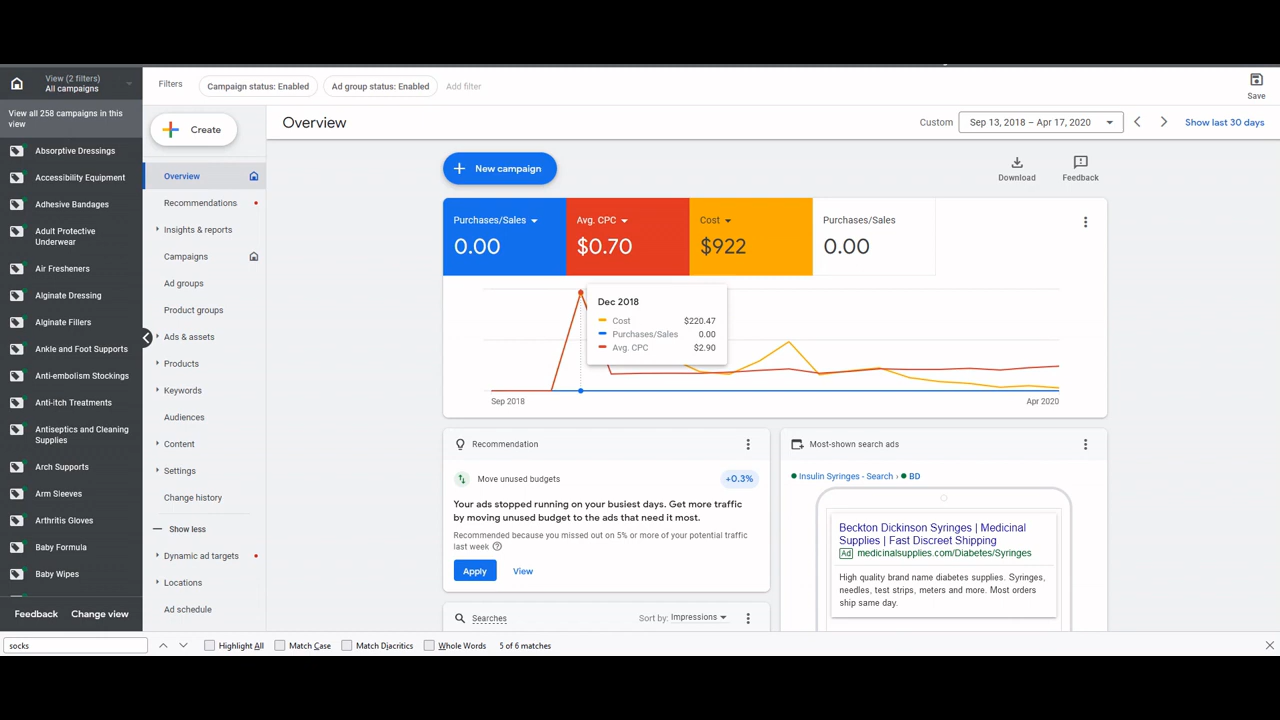 View (2 filters)
All campaigns
View all 258 campaigns in this
view
Absorptive Dressings
Accessibility Equipment
Adhesive Bandages
Adult Protective
Underwear
Air Fresheners
Alginate Dressing
Alginate Fillers
Ankle and Foot Supports
Anti-embolism Stockings
Anti-itch Treatments
Antiseptics and Cleaning
Supplies
Arch Supports
Arm Sleeves
Arthritis Gloves
Baby Formula
Baby Wipes
Feedback
Change view
Filters
Campaign status: Enabled
Ad group status: Enabled
Add filter
Save
Create
Overview
Recommendations
Insights & reports
Campaigns
Ad groups
Product groups
Ads & assets
Products
Keywords
Audiences
Content
Settings
Change history
Show less
Dynamic ad targets
Locations
Ad schedule
Overview
Custom
Sep 13, 2018 – Apr 17, 2020
Show last 30 days
New campaign
Download
Feedback
Purchases/Sales
0.00
Avg. CPC
$0.70
Cost
$922
Purchases/Sales
0.00
Dec 2018
Cost $220.47
Purchases/Sales 0.00
Avg. CPC $2.90
Sep 2018
Apr 2020
Recommendation
Move unused budgets
+0.3%
Your ads stopped running on your busiest days. Get more traffic
by moving unused budget to the ads that need it most.
Recommended because you missed out on 5% or more of your potential traffic
last week
Apply
View
Searches
Sort by: Impressions
Most-shown search ads
Insulin Syringes - Search › BD
Beckton Dickinson Syringes | Medicinal
Supplies | Fast Discreet Shipping
Ad medicinalsupplies.com/Diabetes/Syringes
High quality brand name diabetes supplies. Syringes,
needles, test strips, meters and more. Most orders
ship same day.
socks
Highlight All
Match Case
Match Diacritics
Whole Words
5 of 6 matches